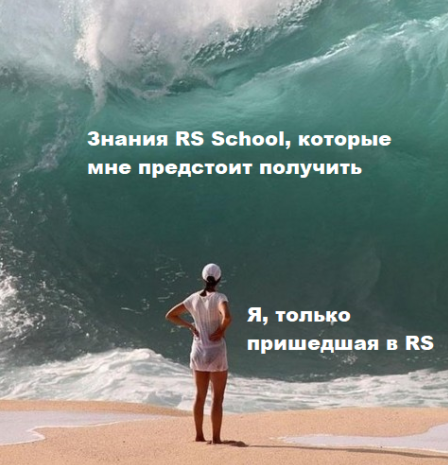 Знания RS School, которые
мне предстоит получить
Я, только
пришедшая в RS